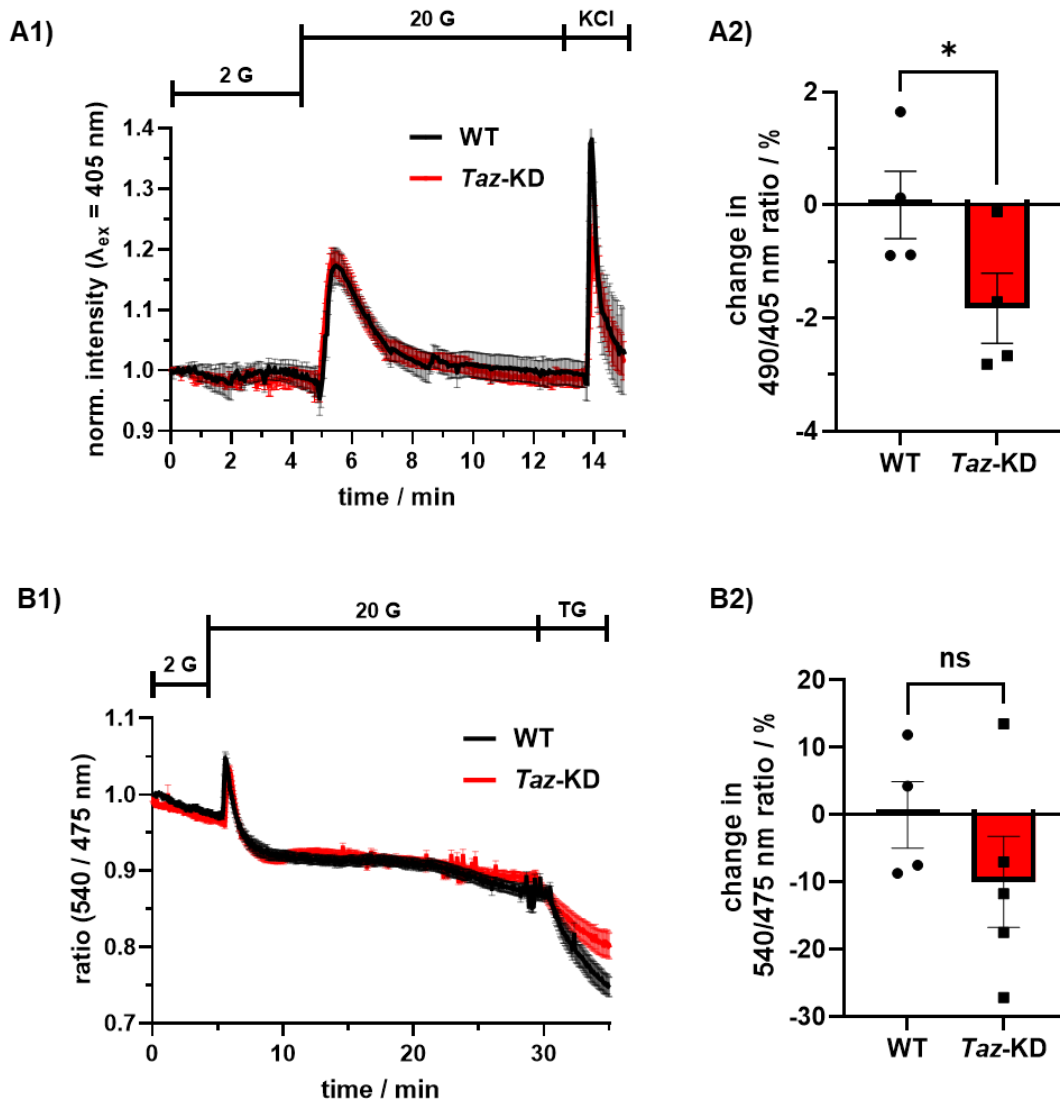 A1)
2 G
20 G
KCl
norm. intensity (λex = 405 nm)
1.4
1.3
1.2
1.1
1.0
0.9
WT
Taz-KD
0 2 4 6 8 10 12 14
time / min
A2)
*
change in
490/405 nm ratio / %
2
0
-2
-4
WT Taz-KD
B1)
2 G
20 G
TG
ratio (540 / 475 nm)
1.1
1.0
0.9
0.8
0.7
WT
Taz-KD
0 10 20 30
time / min
B2)
ns
change in
540/475 nm ratio / %
20
10
0
-10
-20
-30
WT Taz-KD